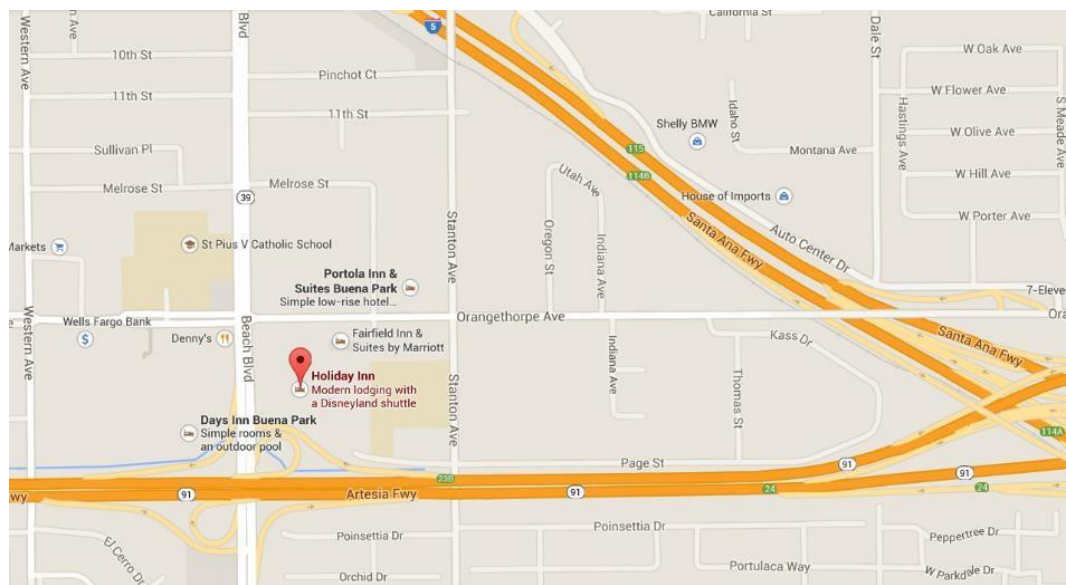 Western Ave
Blvd
5
California St
Dale St
10th St
Pinchot Ct
W Oak Ave
11th St
11th St
Idaho St
Hastings Ave
W Flower Ave
S Meade Ave
Shelly BMW
Sullivan Pl
115
Montana Ave
W Olive Ave
Melrose St
Melrose St
114B
Utah Ave
W Hill Ave
39
House of Imports
Stanton Ave
Oregon St
Indiana Ave
Santa Ana Fwy
W Porter Ave
Markets
St Pius V Catholic School
Auto Center Dr
Portola Inn &
Suites Buena Park
Simple low-rise hotel...
7-Eleve
Western Ave
Wells Fargo Bank
Beach Blvd
Orangethorpe Ave
Ora
Denny's
Fairfield Inn &
Suites by Marriott
Indiana Ave
Kass Dr
Santa Ana Fwy
Holiday Inn
Modern lodging with
a Disneyland shuttle
Stanton Ave
Thomas St
Days Inn Buena Park
Simple rooms &
an outdoor pool
114A
Page St
91
91
23B
wy
91
Artesia Fwy
91
24
24
El Cerro Dr
Poinsettia Dr
Poinsettia Dr
Peppertree Dr
Orchid Dr
Portulaca Way
W Parkdale Dr